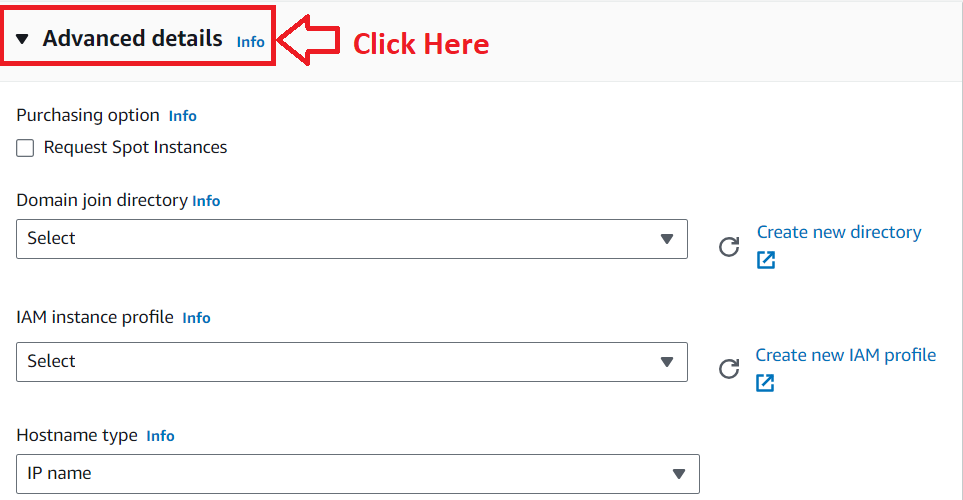 Advanced details Info Click Here
Purchasing option Info
Request Spot Instances
Domain join directory Info
Select
Create new directory
IAM instance profile Info
Select
Create new IAM profile
Hostname type Info
IP name